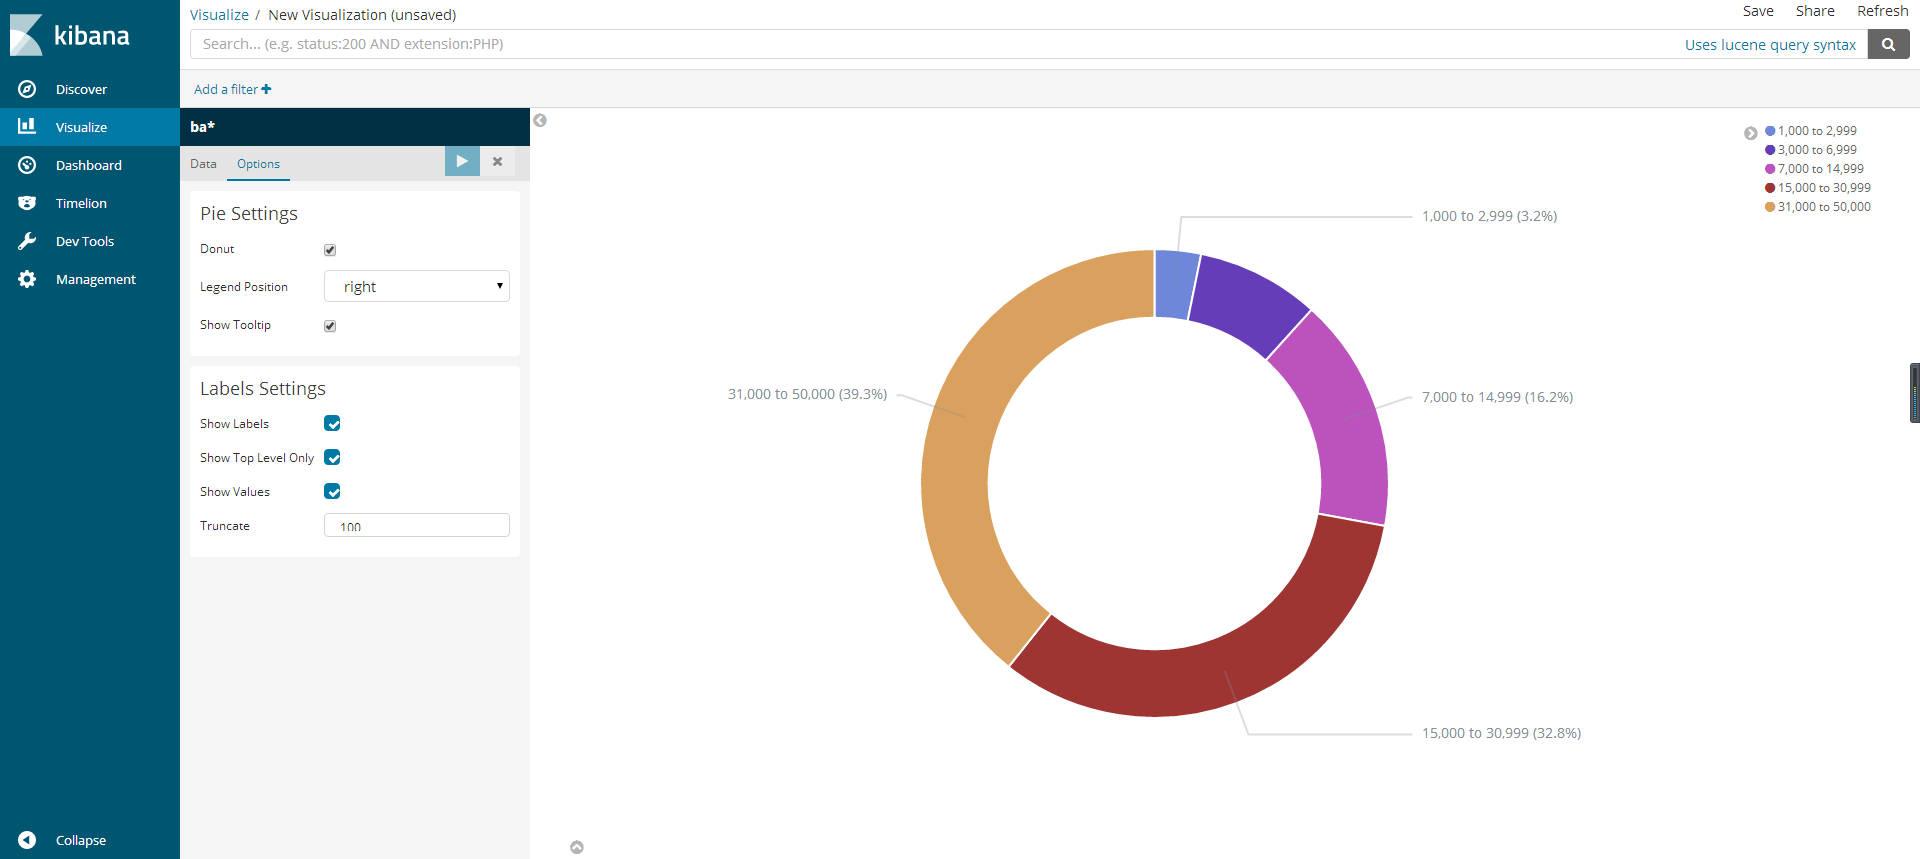 kibana
Discover
Visualize
Dashboard
Timelion
Dev Tools
Management
Collapse
Visualize / New Visualization (unsaved)
Save Share Refresh
Search... (e.g. status:200 AND extension:PHP)
Uses lucene query syntax
Add a filter
ba*
Data Options
Pie Settings
Donut
Legend Position right
Show Tooltip
Labels Settings
Show Labels
Show Top Level Only
Show Values
Truncate 100
1,000 to 2,999 (3.2%)
31,000 to 50,000 (39.3%)
7,000 to 14,999 (16.2%)
15,000 to 30,999 (32.8%)
1,000 to 2,999
3,000 to 6,999
7,000 to 14,999
15,000 to 30,999
31,000 to 50,000